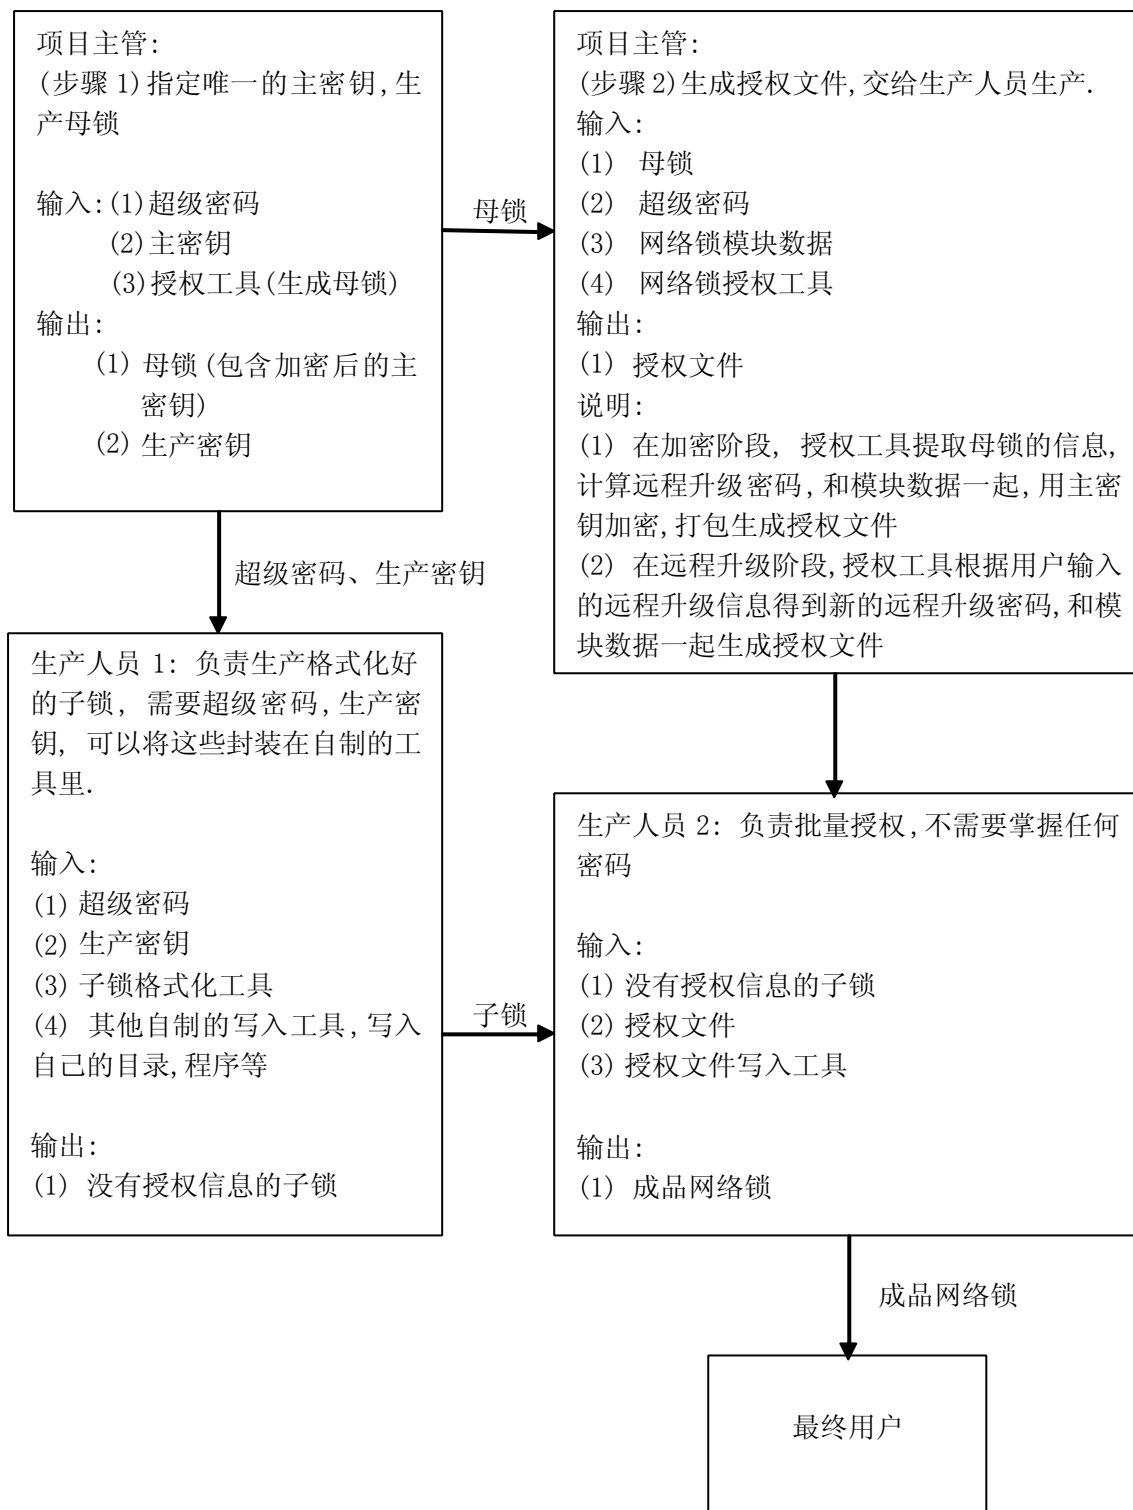 项目主管:
(步骤 1)指定唯一的主密钥,生
产母锁
输入:(1)超级密码
(2)主密钥
(3)授权工具(生成母锁)
输出:
(1) 母锁(包含加密后的主
密钥)
(2) 生产密钥
母锁
项目主管:
(步骤 2)生成授权文件,交给生产人员生产.
输入:
(1) 母锁
(2) 超级密码
(3) 网络锁模块数据
(4) 网络锁授权工具
输出:
(1) 授权文件
说明:
(1) 在加密阶段, 授权工具提取母锁的信息,
计算远程升级密码,和模块数据一起,用主密
钥加密,打包生成授权文件
(2) 在远程升级阶段,授权工具根据用户输入
的远程升级信息得到新的远程升级密码,和模
块数据一起生成授权文件
超级密码、生产密钥
生产人员 1: 负责生产格式化好
的子锁, 需要超级密码,生产密
钥, 可以将这些封装在自制的工
具里.
输入:
(1) 超级密码
(2) 生产密钥
(3) 子锁格式化工具
(4) 其他自制的写入工具,写入
自己的目录,程序等
输出:
(1) 没有授权信息的子锁
子锁
生产人员 2: 负责批量授权,不需要掌握任何
密码
输入:
(1) 没有授权信息的子锁
(2) 授权文件
(3) 授权文件写入工具
输出:
(1) 成品网络锁
成品网络锁
最终用户